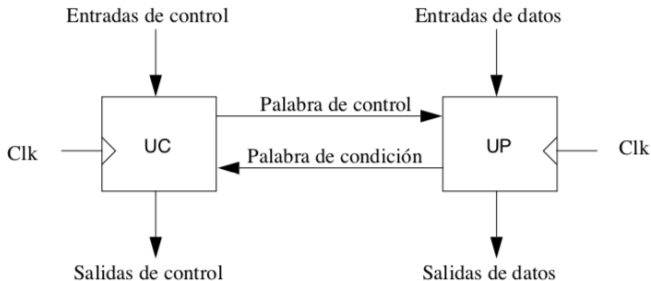 Entradas de control
Entradas de datos
Palabra de control
Clk
UC
Palabra de condición
UP
Clk
Salidas de control
Salidas de datos